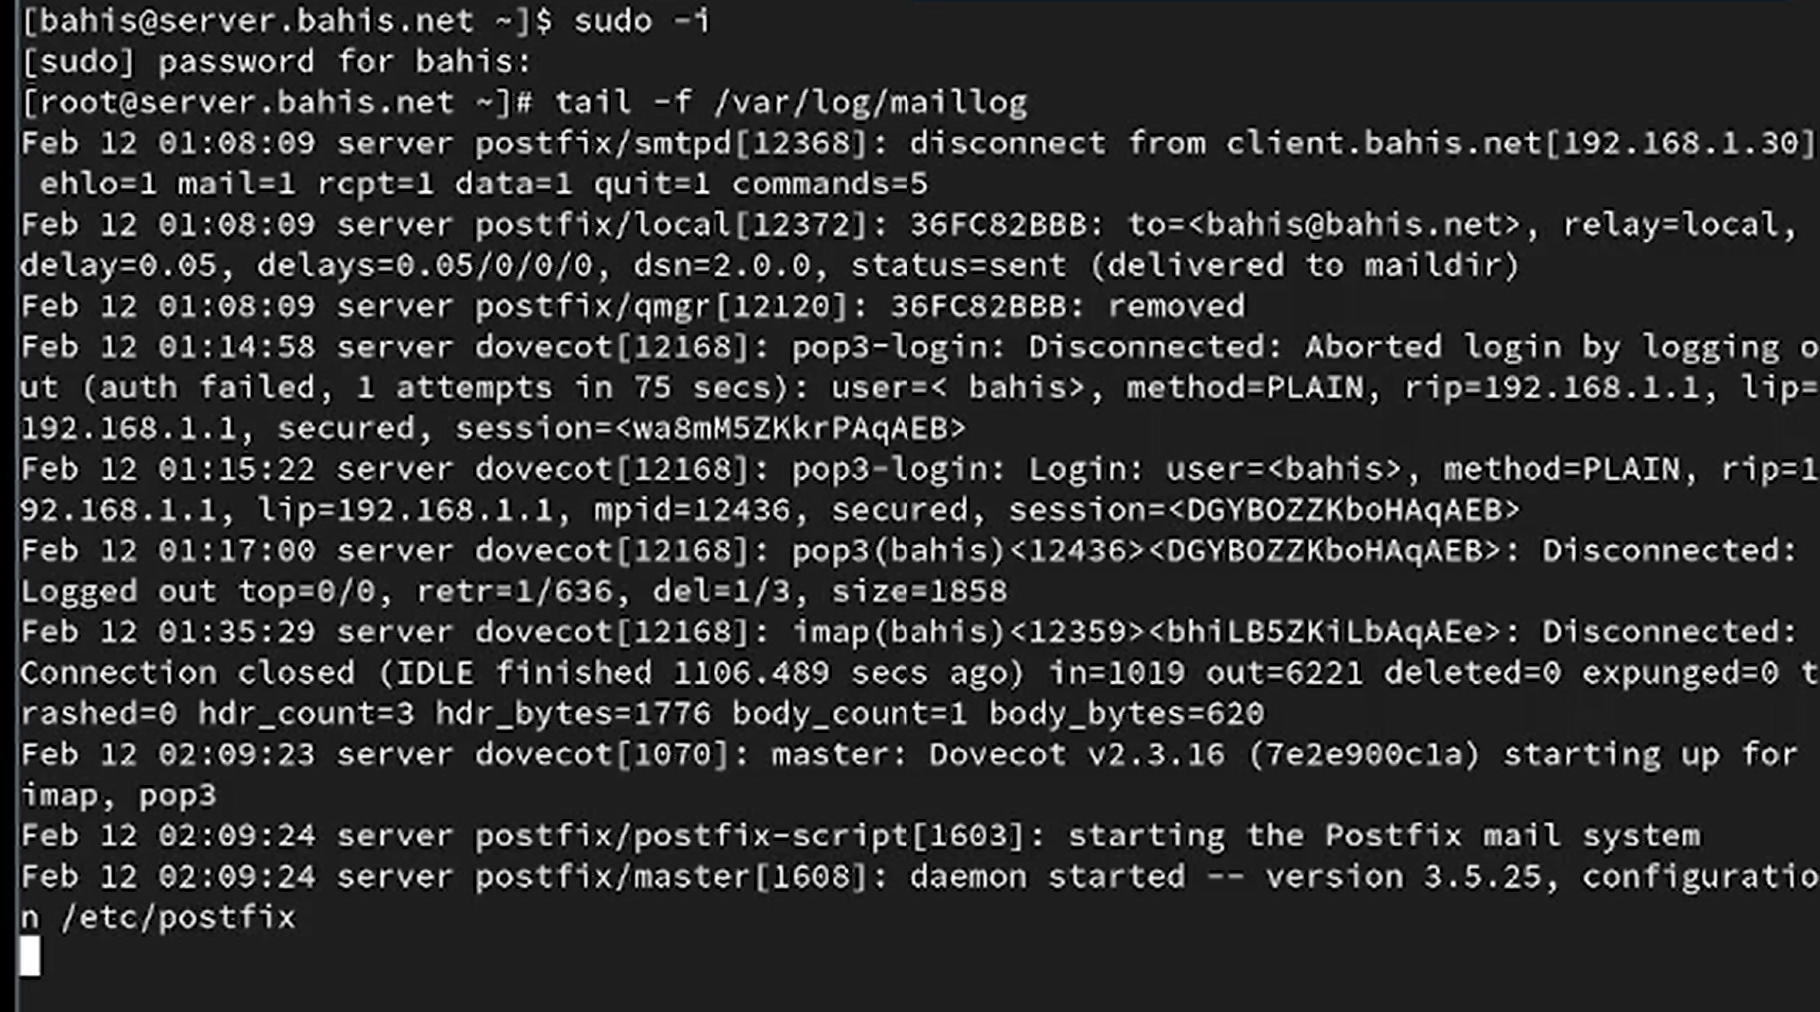 [bahis@server.bahis.net ~]$ sudo -i
[sudo] password for bahis:
[root@server.bahis.net ~]# tail -f /var/log/maillog
Feb 12 01:08:09 server postfix/smtpd[12368]: disconnect from client.bahis.net[192.168.1.30]
 ehlo=1 mail=1 rcpt=1 data=1 quit=1 commands=5
Feb 12 01:08:09 server postfix/local[12372]: 36FC82BBB: to=<bahis@bahis.net>, relay=local,
delay=0.05, delays=0.05/0/0/0, dsn=2.0.0, status=sent (delivered to maildir)
Feb 12 01:08:09 server postfix/qmgr[12120]: 36FC82BBB: removed
Feb 12 01:14:58 server dovecot[12168]: pop3-login: Disconnected: Aborted login by logging o
ut (auth failed, 1 attempts in 75 secs): user=< bahis>, method=PLAIN, rip=192.168.1.1, lip=
192.168.1.1, secured, session=<wa8mM5ZKkrPAqAEB>
Feb 12 01:15:22 server dovecot[12168]: pop3-login: Login: user=<bahis>, method=PLAIN, rip=1
92.168.1.1, lip=192.168.1.1, mpid=12436, secured, session=<DGYBOZZKboHAqAEB>
Feb 12 01:17:00 server dovecot[12168]: pop3(bahis)<12436><DGYBOZZKboHAqAEB>: Disconnected:
Logged out top=0/0, retr=1/636, del=1/3, size=1858
Feb 12 01:35:29 server dovecot[12168]: imap(bahis)<12359><bhiLB5ZKiLbAqAEe>: Disconnected:
Connection closed (IDLE finished 1106.489 secs ago) in=1019 out=6221 deleted=0 expunged=0 t
rashed=0 hdr_count=3 hdr_bytes=1776 body_count=1 body_bytes=620
Feb 12 02:09:23 server dovecot[1070]: master: Dovecot v2.3.16 (7e2e900c1a) starting up for
imap, pop3
Feb 12 02:09:24 server postfix/postfix-script[1603]: starting the Postfix mail system
Feb 12 02:09:24 server postfix/master[1608]: daemon started -- version 3.5.25, configuratio
n /etc/postfix